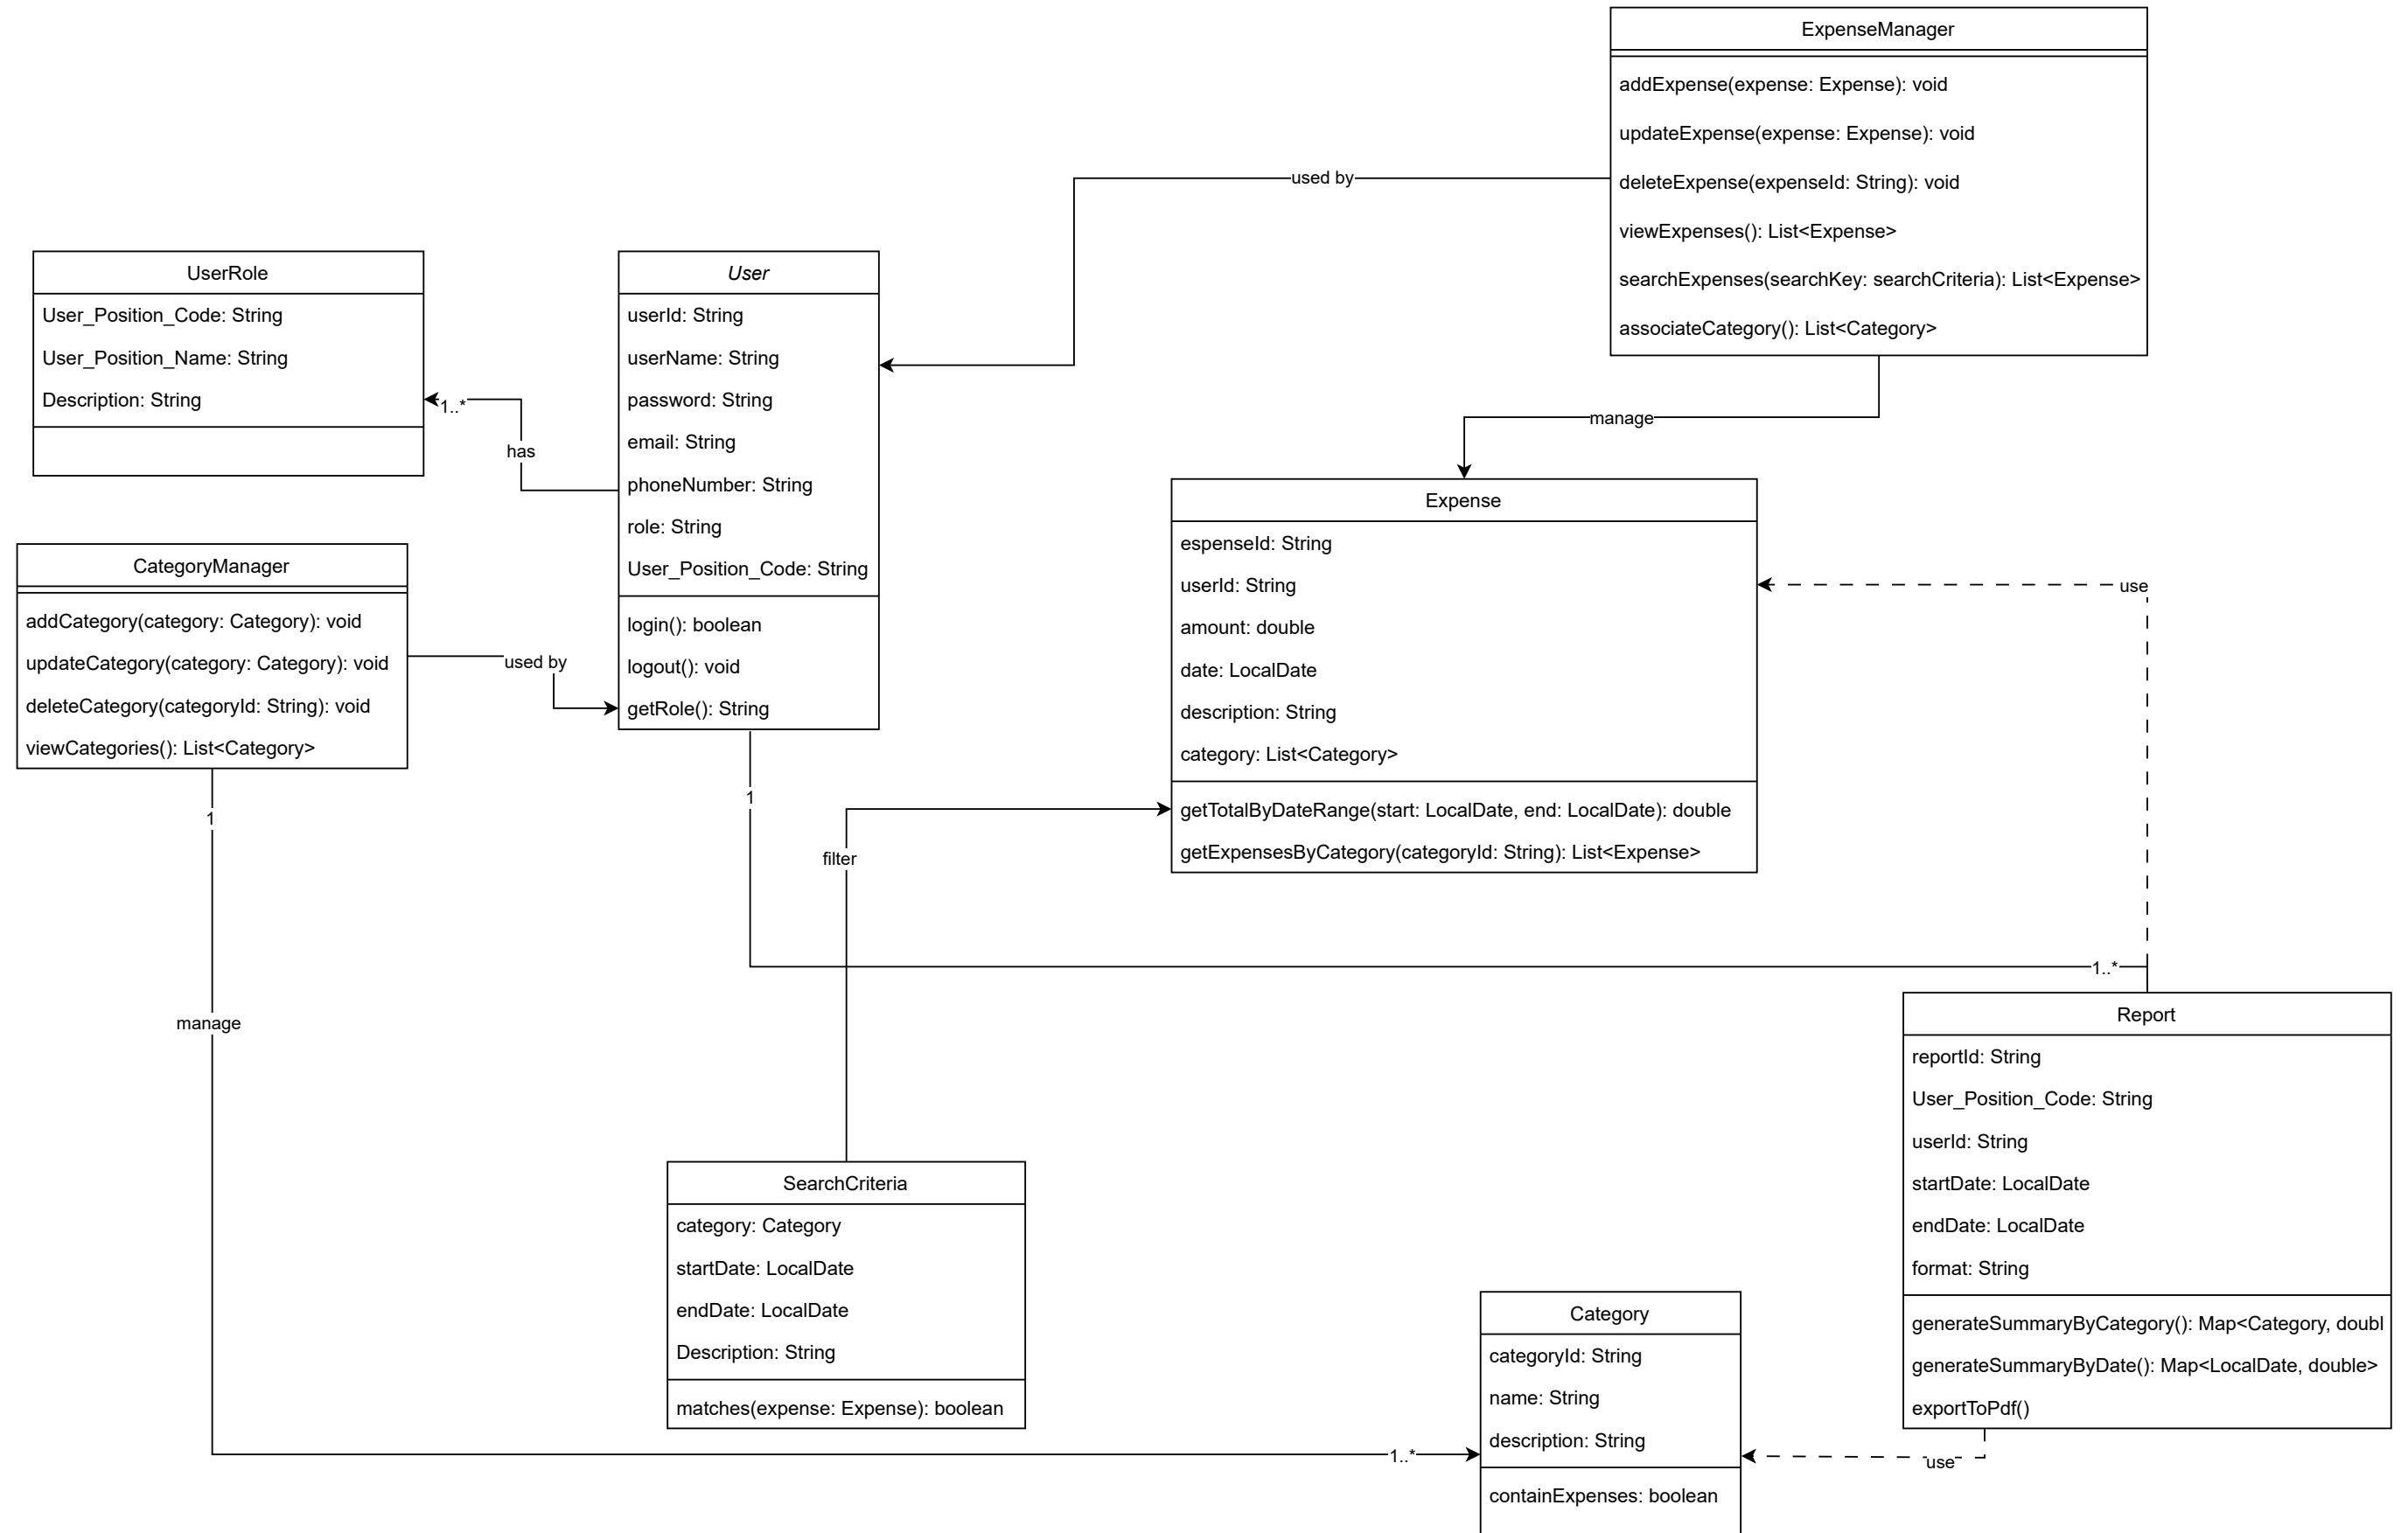 ExpenseManager
addExpense(expense: Expense): void
updateExpense(expense: Expense): void
deleteExpense(expenseId: String): void
viewExpenses(): List<Expense>
searchExpenses(searchKey: searchCriteria): List<Expense>
associateCategory(): List<Category>
used by
manage
UserRole
User_Position_Code: String
User_Position_Name: String
Description: String
1..*
has
User
userId: String
userName: String
password: String
email: String
phoneNumber: String
role: String
User_Position_Code: String
login(): boolean
logout(): void
getRole(): String
CategoryManager
addCategory(category: Category): void
updateCategory(category: Category): void
deleteCategory(categoryId: String): void
viewCategories(): List<Category>
used by
Expense
espenseId: String
userId: String
amount: double
date: LocalDate
description: String
category: List<Category>
getTotalByDateRange(start: LocalDate, end: LocalDate): double
getExpensesByCategory(categoryId: String): List<Expense>
use
1
1
filter
1..*
manage
SearchCriteria
category: Category
startDate: LocalDate
endDate: LocalDate
Description: String
matches(expense: Expense): boolean
Report
reportId: String
User_Position_Code: String
userId: String
startDate: LocalDate
endDate: LocalDate
format: String
generateSummaryByCategory(): Map<Category, doubl
generateSummaryByDate(): Map<LocalDate, double>
exportToPdf()
Category
categoryId: String
name: String
description: String
containExpenses: boolean
1..*
use